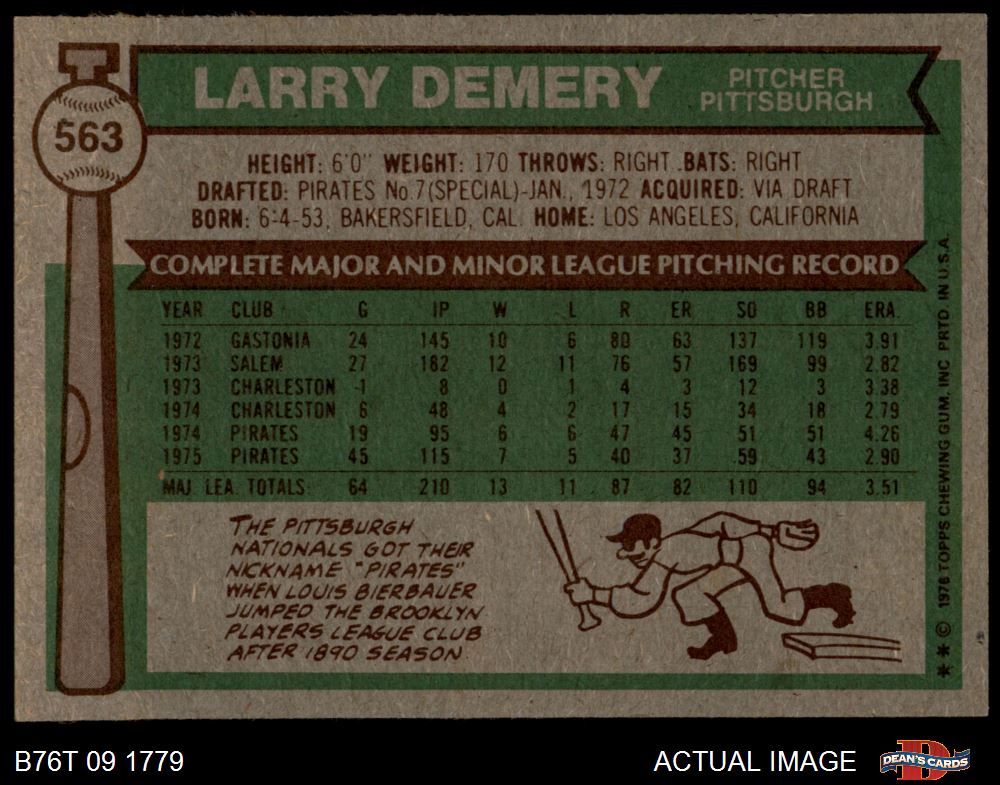 563
LARRY DEMERY
PITCHER
PITTSBURGH
HEIGHT: 6'0" WEIGHT: 170 THROWS: RIGHT BATS: RIGHT
DRAFTED: PIRATES No.7(SPECIAL)-JAN., 1972 ACQUIRED: VIA DRAFT
BORN: 6-4-53, BAKERSFIELD, CAL. HOME: LOS ANGELES, CALIFORNIA
COMPLETE MAJOR AND MINOR LEAGUE PITCHING RECORD
YEAR CLUB G IP W L R ER SO BB ERA
1972 GASTONIA 24 145 10 6 80 63 137 119 3.91
1973 SALEM 27 182 12 11 76 57 169 99 2.82
1973 CHARLESTON 1 8 0 1 4 3 12 3 3.38
1974 CHARLESTON 6 48 4 2 17 15 34 18 2.79
1974 PIRATES 19 95 6 6 47 45 51 51 4.26
1975 PIRATES 45 115 7 5 40 37 59 43 2.90
MAJ. LEA. TOTALS 64 210 13 11 87 82 110 94 3.51
THE PITTSBURGH
NATIONALS GOT THEIR
NICKNAME "PIRATES"
WHEN LOUIS BIERBAUER
JUMPED THE BROOKLYN
PLAYERS LEAGUE CLUB
AFTER 1890 SEASON.
** © 1976 TOPPS CHEWING GUM, INC. PRTD. IN U.S.A.
B76T 09 1779
ACTUAL IMAGE
D
DEAN'S CARDS